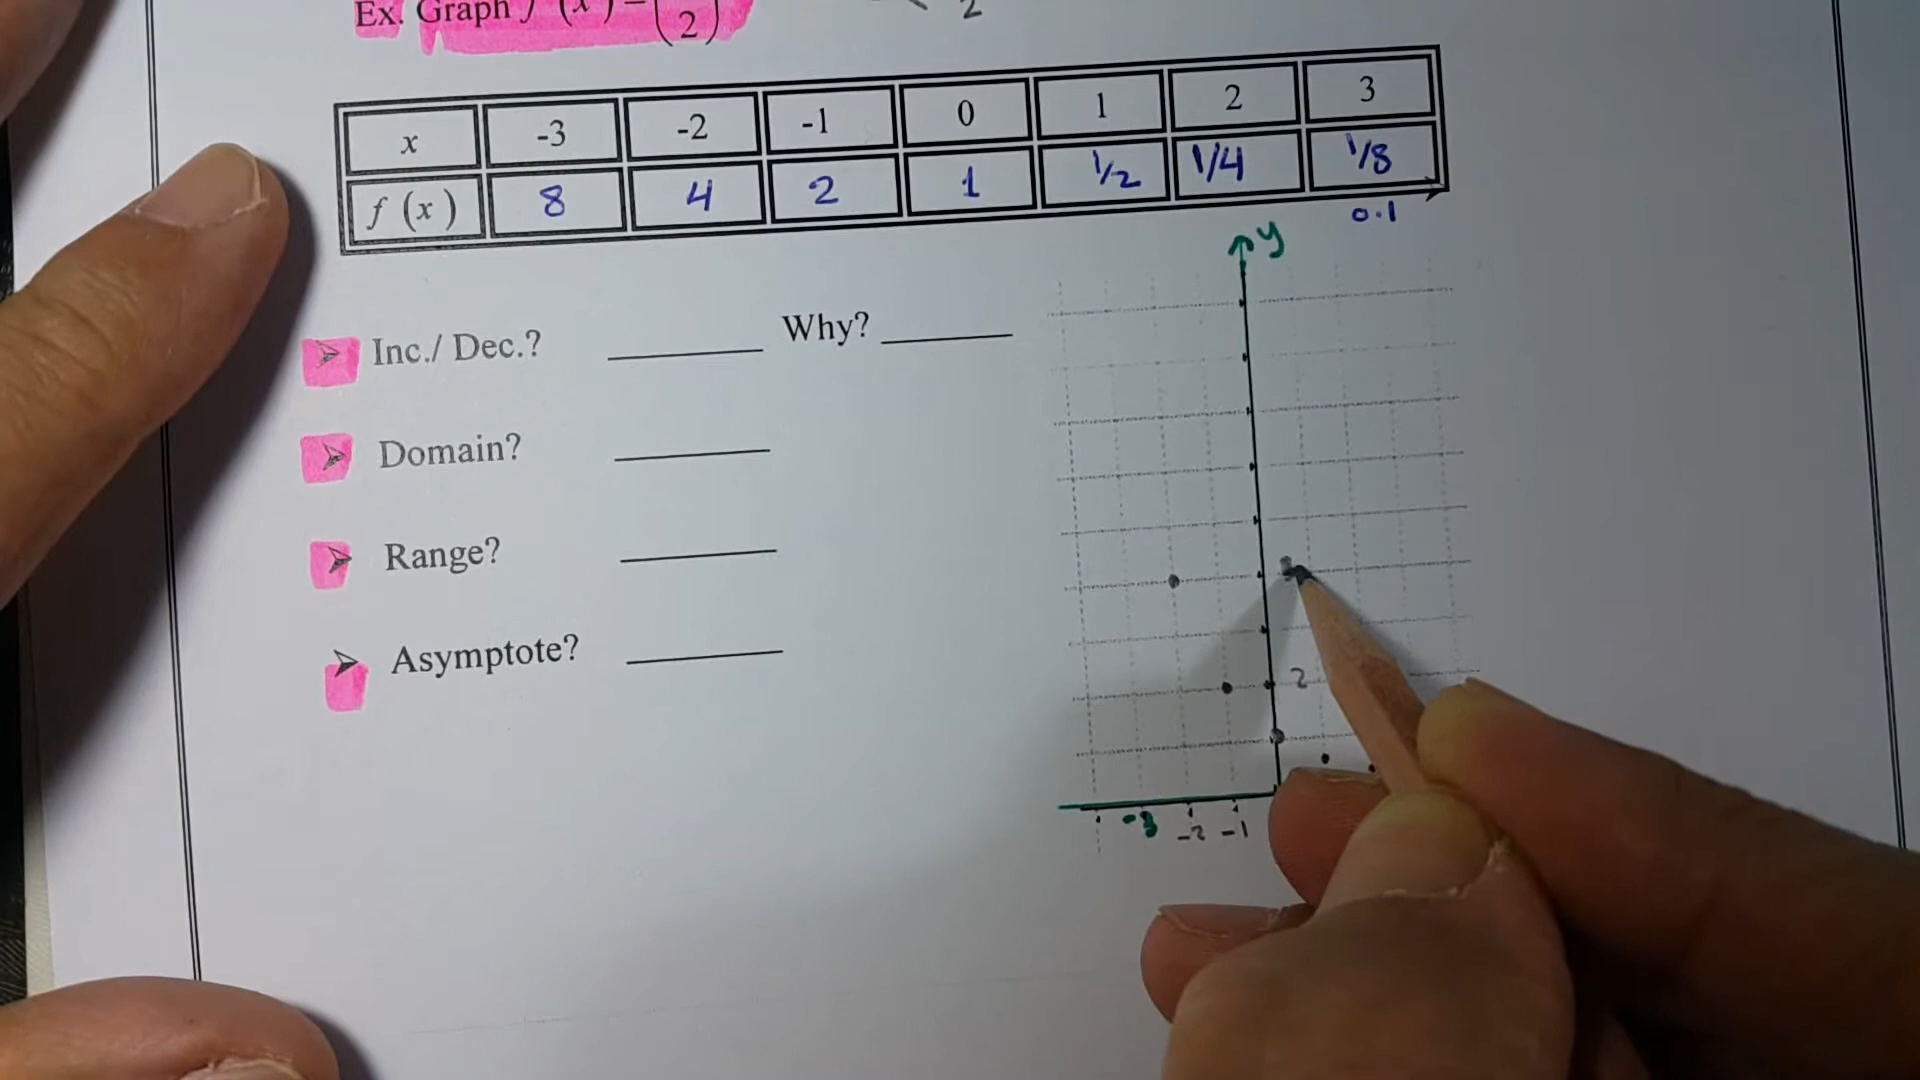 Ex. Graph f (x) = ( 2 ) 2
x -3 -2 -1 0 1 2 3
f (x) 8 4 2 1 1/2 1/4 1/8
0.1
y
Inc./ Dec.? Why?
Domain?
Range?
Asymptote?
2
-3 -2 -1